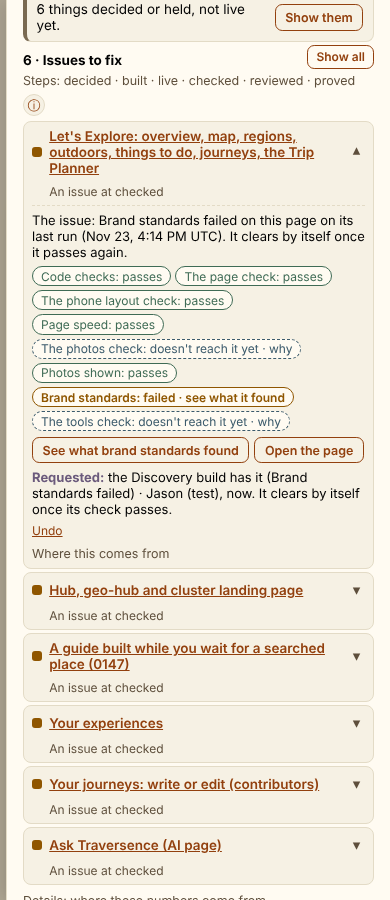 6 things decided or held, not live
yet.
Show them
6 · Issues to fix
Show all
Steps: decided · built · live · checked · reviewed · proved
ⓘ
Let's Explore: overview, map, regions,
outdoors, things to do, journeys, the Trip
Planner
▲
An issue at checked
The issue: Brand standards failed on this page on its
last run (Nov 23, 4:14 PM UTC). It clears by itself once
it passes again.
Code checks: passes
The page check: passes
The phone layout check: passes
Page speed: passes
The photos check: doesn't reach it yet · why
Photos shown: passes
Brand standards: failed · see what it found
The tools check: doesn't reach it yet · why
See what brand standards found
Open the page
Requested: the Discovery build has it (Brand
standards failed) · Jason (test), now. It clears by itself
once its check passes.
Undo
Where this comes from
Hub, geo-hub and cluster landing page
▼
An issue at checked
A guide built while you wait for a searched
place (0147)
▼
An issue at checked
Your experiences
▼
An issue at checked
Your journeys: write or edit (contributors)
▼
An issue at checked
Ask Traversence (AI page)
▼
An issue at checked
Details: where these numbers come from